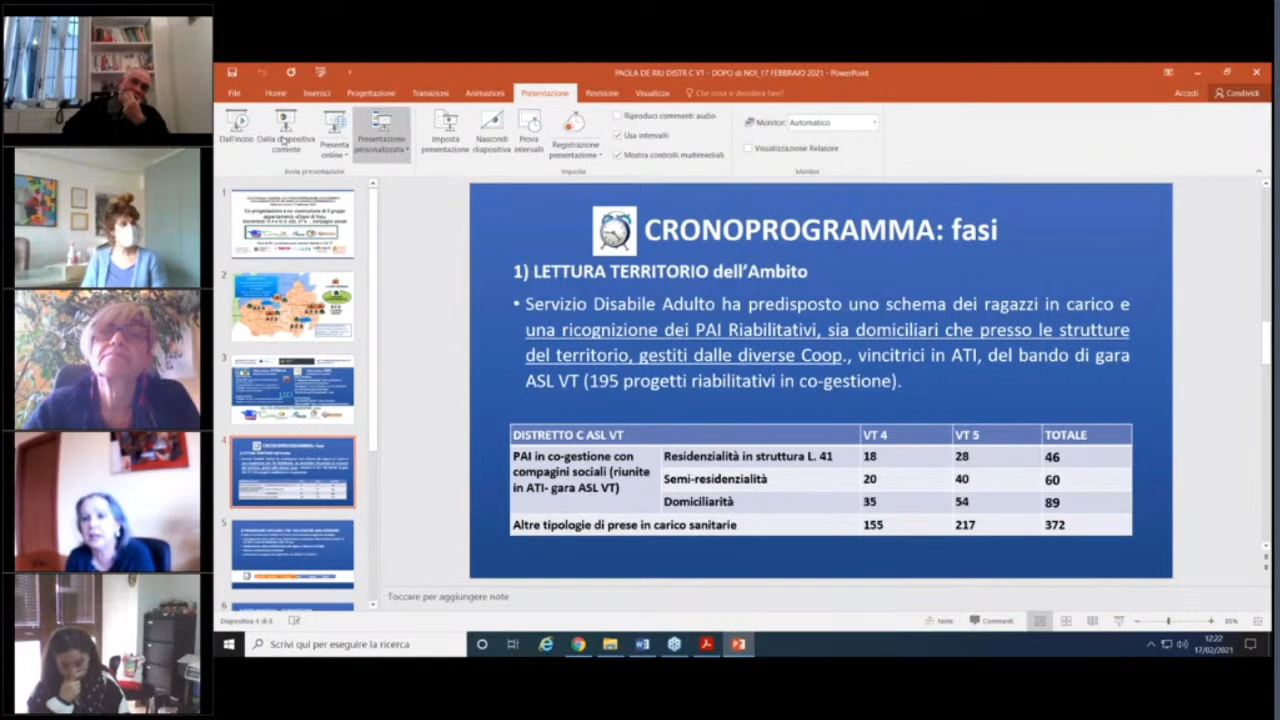 PAOLA DE RIU DISTR C VT - DOPO di NOI_17 FEBBRAIO 2021 - PowerPoint
File Home Inserisci Progettazione Transizioni Animazioni Presentazione Revisione Visualizza Che cosa si desidera fare? Accedi Condividi
Dall'inizio
Dalla diapositiva corrente
Presenta online
Presentazione personalizzata
Imposta presentazione
Nascondi diapositiva
Prova intervalli
Registrazione presentazione
Riproduci commenti audio
Usa intervalli
Mostra controlli multimediali
Monitor: Automatico
Visualizzazione Relatore
Avvia presentazione
Imposta
Monitor
1
2
3
4
5
6
CRONOPROGRAMMA: fasi
1) LETTURA TERRITORIO dell'Ambito
• Servizio Disabile Adulto ha predisposto uno schema dei ragazzi in carico e
una ricognizione dei PAI Riabilitativi, sia domiciliari che presso le strutture
del territorio, gestiti dalle diverse Coop., vincitrici in ATI, del bando di gara
ASL VT (195 progetti riabilitativi in co-gestione).
DISTRETTO C ASL VT VT 4 VT 5 TOTALE
PAI in co-gestione con
compagini sociali (riunite
in ATI- gara ASL VT)
Residenzialità in struttura L. 41 18 28 46
Semi-residenzialità 20 40 60
Domiciliarità 35 54 89
Altre tipologie di prese in carico sanitarie 155 217 372
Toccare per aggiungere note
Diapositiva 4 di 8
Note Commenti 85%
Scrivi qui per eseguire la ricerca
12:22
17/02/2021